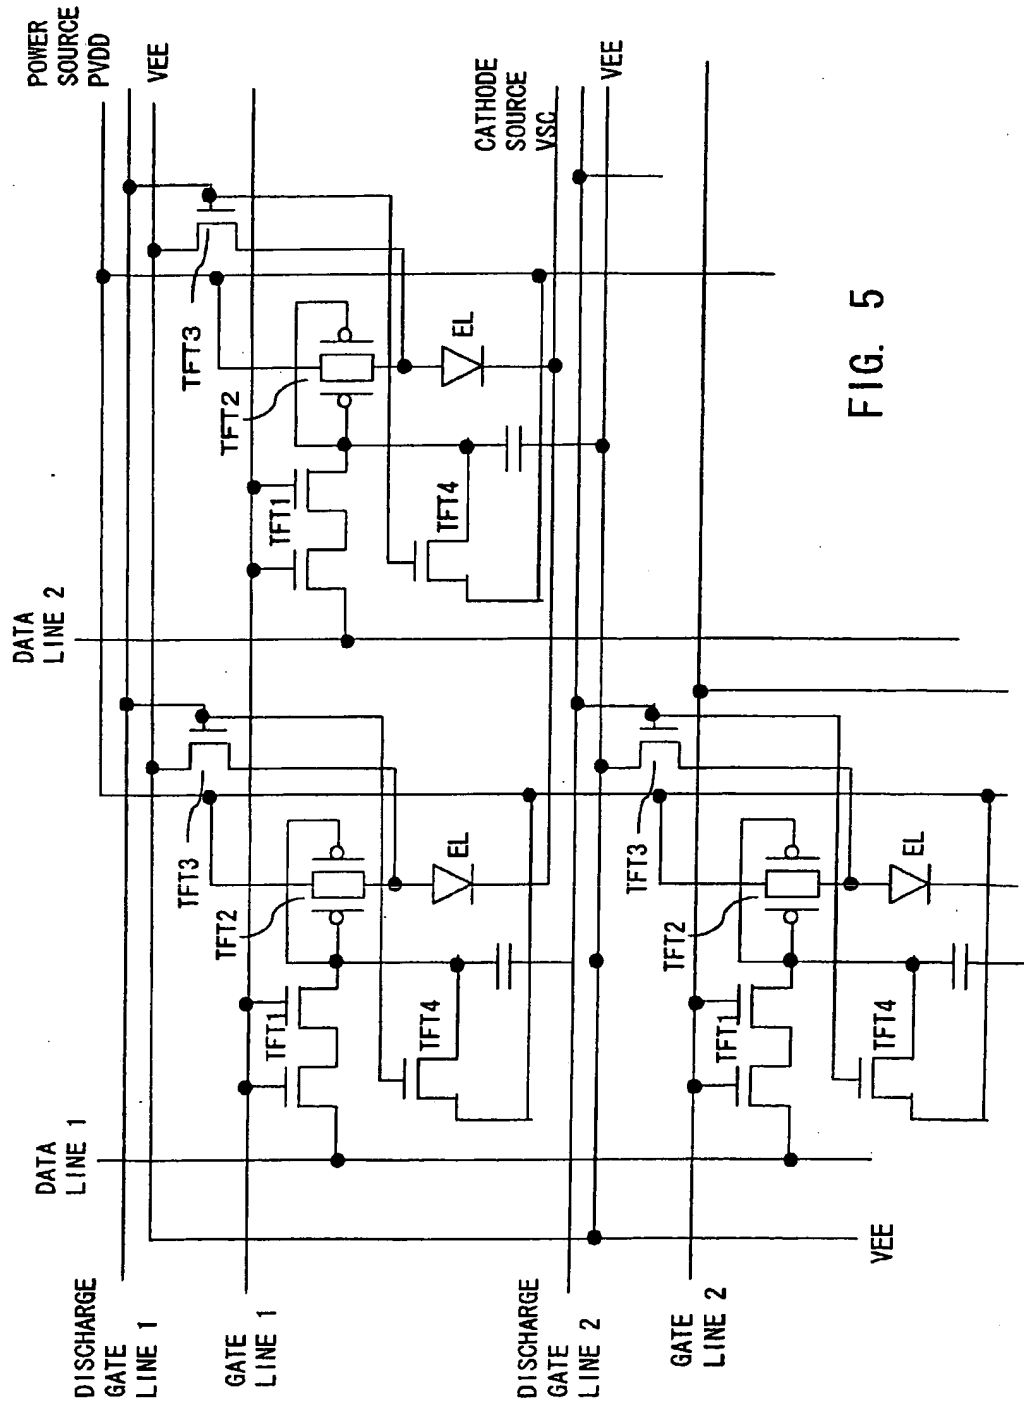 POWER
SOURCE
PVDD
VEE
CATHODE
SOURCE
VSC
VEE
DATA
LINE 2
TFT3
TFT2
TFT1
EL
TFT4
DATA
LINE 1
TFT3
TFT2
TFT1
EL
TFT4
TFT3
TFT2
TFT1
EL
TFT4
DISCHARGE
GATE
LINE 1
GATE
LINE 1
DISCHARGE
GATE
LINE 2
GATE
LINE 2
VEE
FIG. 5